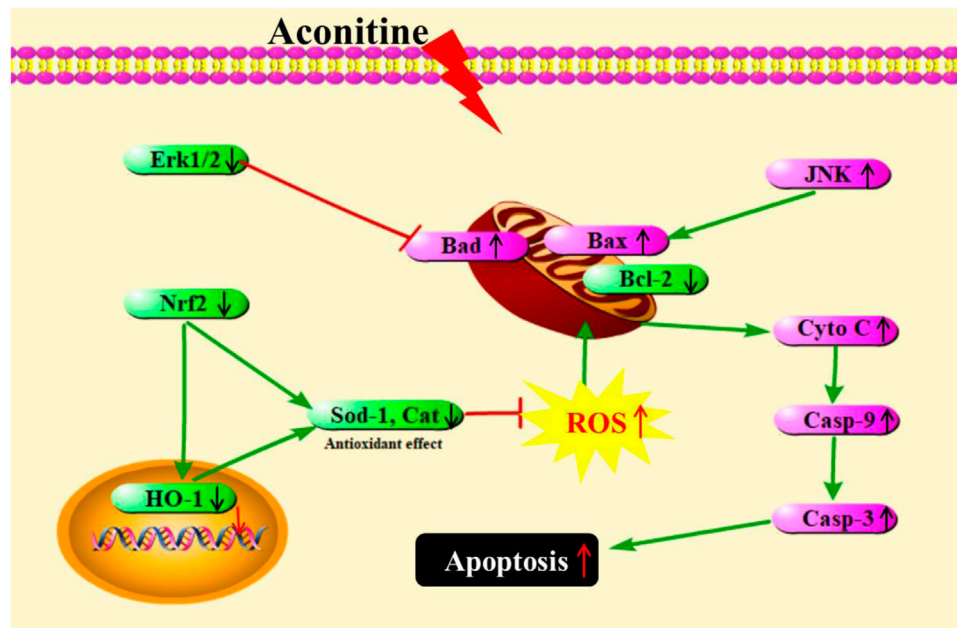 Aconitine
Erk1/2
JNK
Bad
Bax
Bcl-2
Nrf2
Cyto C
Sod-1, Cat
Antioxidant effect
ROS
Casp-9
HO-1
Casp-3
Apoptosis